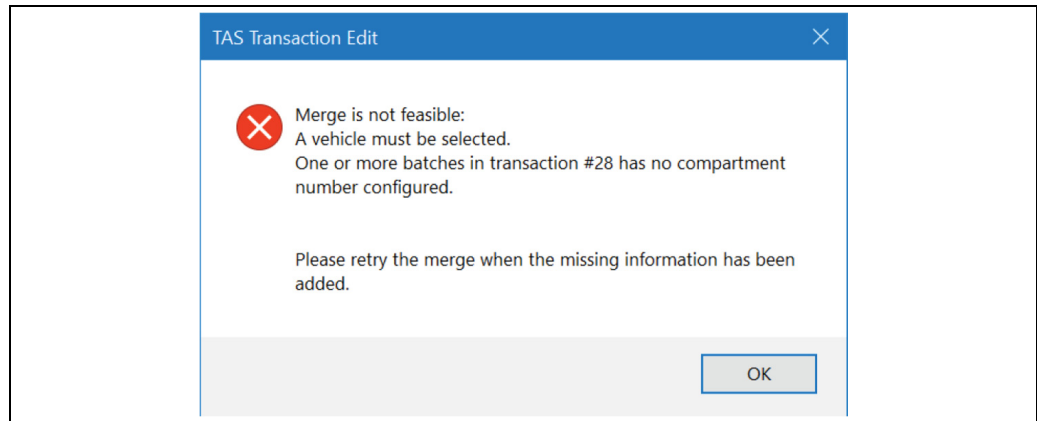 TAS Transaction Edit
Merge is not feasible:
A vehicle must be selected.
One or more batches in transaction #28 has no compartment
number configured.
Please retry the merge when the missing information has been
added.
OK